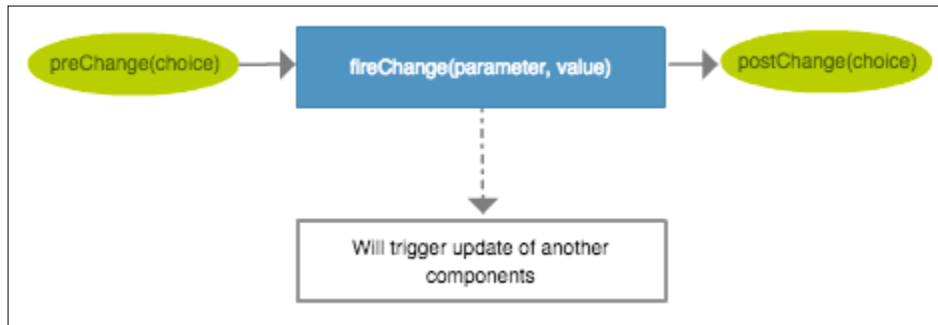 preChange(choice)
fireChange(parameter, value)
postChange(choice)
Will trigger update of another
components